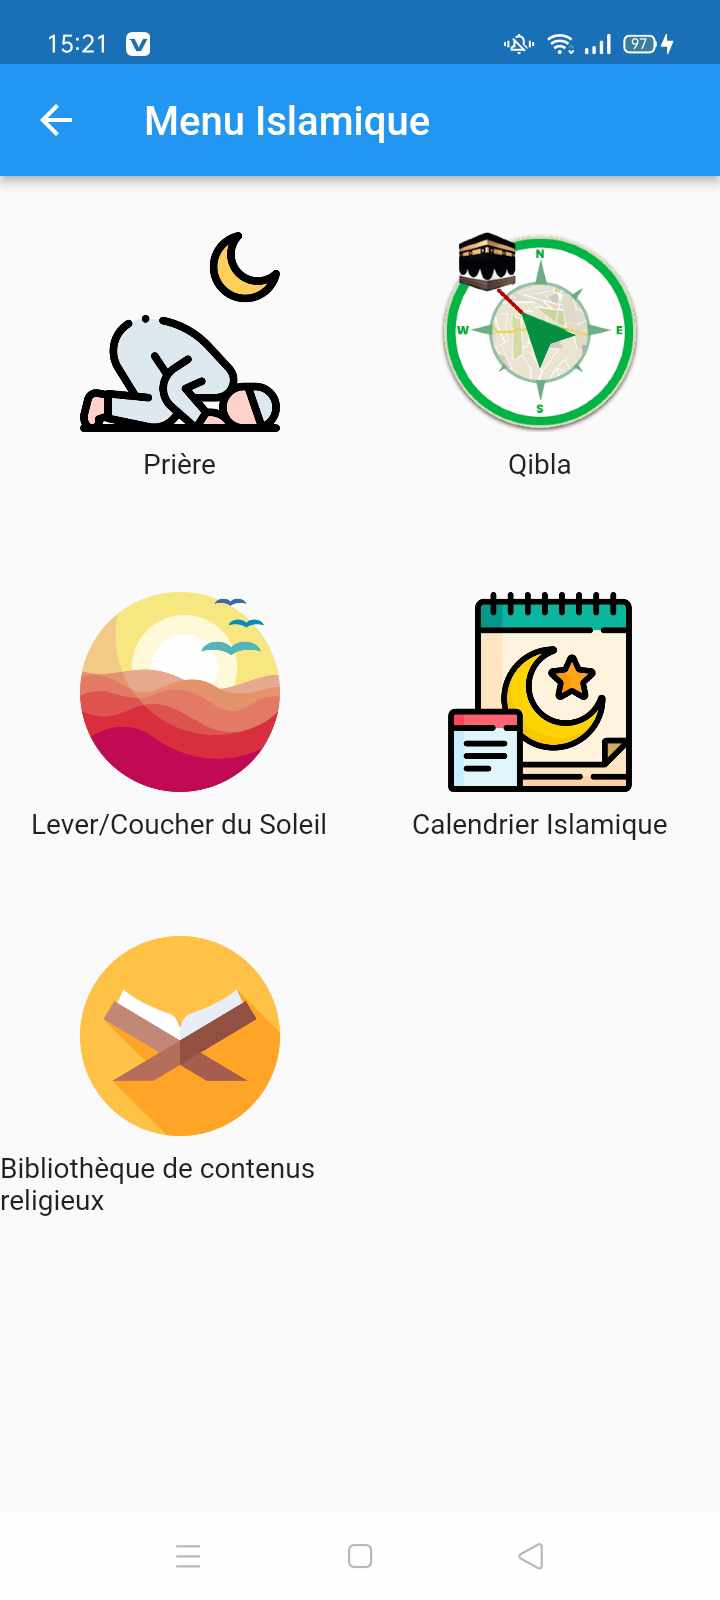 15:21
97
Menu Islamique
N
W E
S
Prière
Qibla
Lever/Coucher du Soleil
Calendrier Islamique
Bibliothèque de contenus
religieux